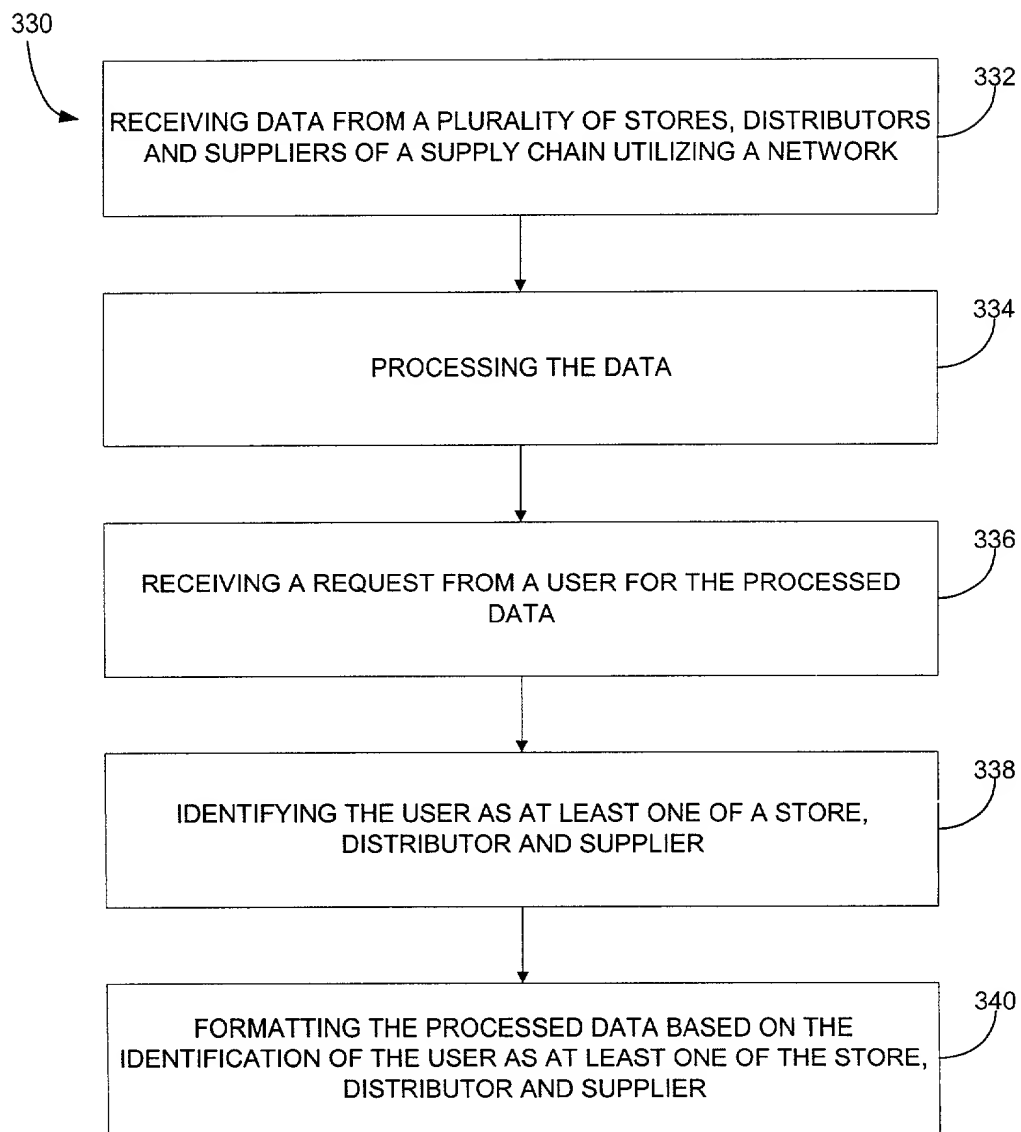 330
332
RECEIVING DATA FROM A PLURALITY OF STORES, DISTRIBUTORS
AND SUPPLIERS OF A SUPPLY CHAIN UTILIZING A NETWORK
334
PROCESSING THE DATA
336
RECEIVING A REQUEST FROM A USER FOR THE PROCESSED
DATA
338
IDENTIFYING THE USER AS AT LEAST ONE OF A STORE,
DISTRIBUTOR AND SUPPLIER
340
FORMATTING THE PROCESSED DATA BASED ON THE
IDENTIFICATION OF THE USER AS AT LEAST ONE OF THE STORE,
DISTRIBUTOR AND SUPPLIER